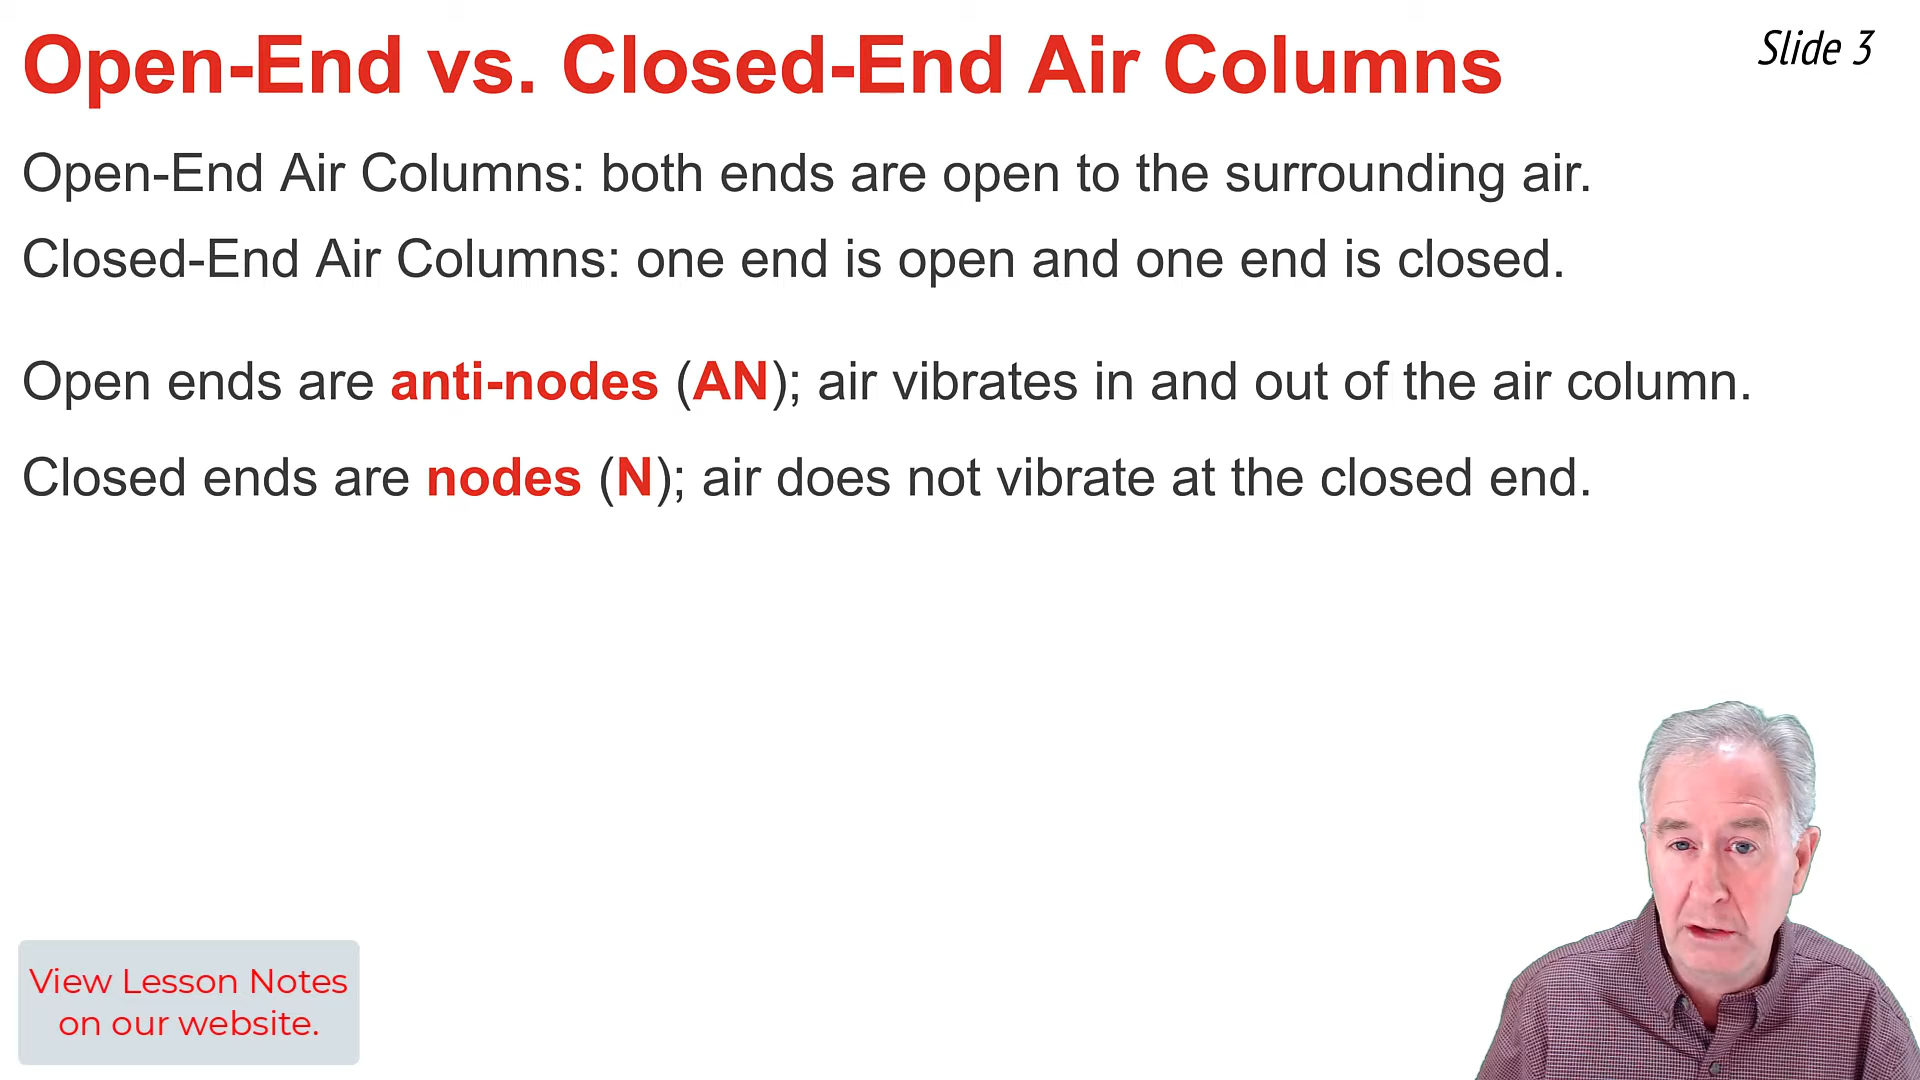 Open-End vs. Closed-End Air Columns
Slide 3
Open-End Air Columns: both ends are open to the surrounding air.
Closed-End Air Columns: one end is open and one end is closed.
Open ends are anti-nodes (AN); air vibrates in and out of the air column.
Closed ends are nodes (N); air does not vibrate at the closed end.
View Lesson Notes
on our website.